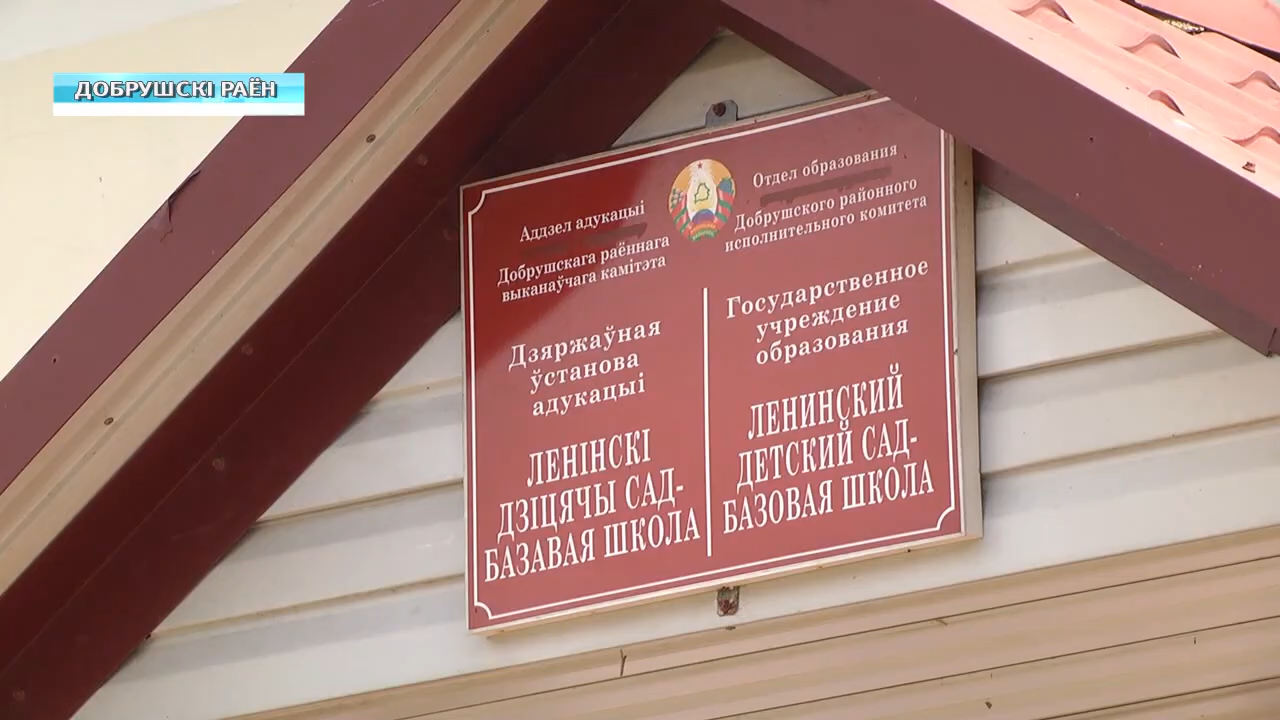 ДОБРУШСКІ РАЁН
Аддзел адукацыі
Добрушскага раённага
выканаўчага камітэта
Дзяржаўная
ўстанова
адукацыі
ЛЕНІНСКІ
ДЗІЦЯЧЫ САД-
БАЗАВАЯ ШКОЛА
Отдел образования
Добрушского районного
исполнительного комитета
Государственное
учреждение
образования
ЛЕНИНСКИЙ
ДЕТСКИЙ САД-
БАЗОВАЯ ШКОЛА